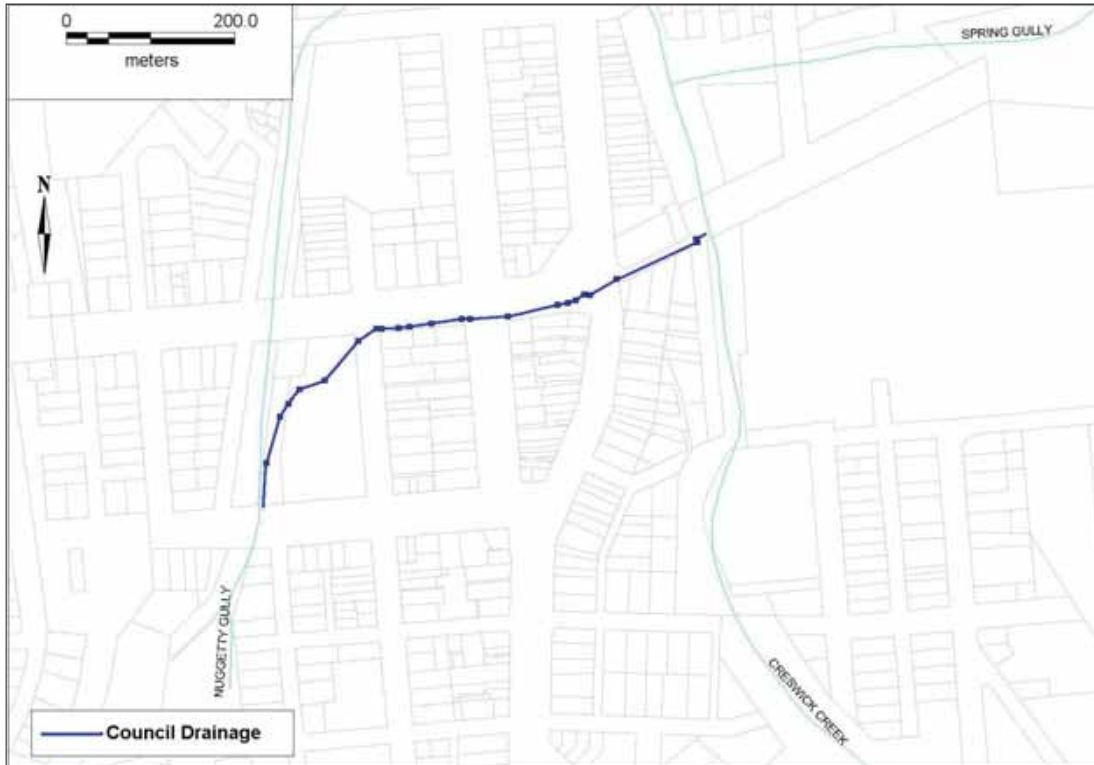 0 200.0
meters
SPRING GULLY
N
NUGGETTY GULLY
CRESWICK CREEK
Council Drainage